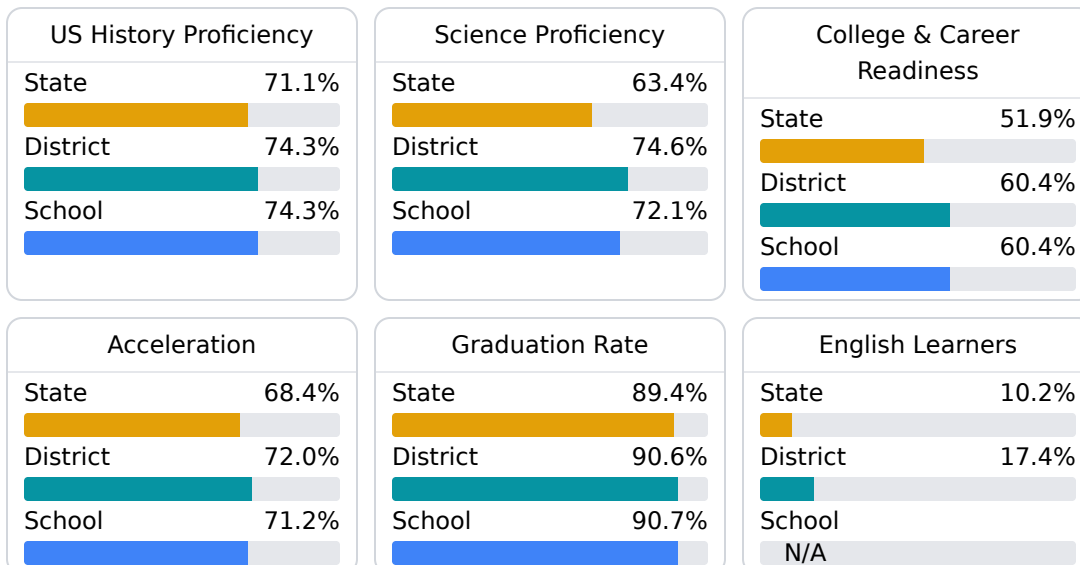 US History Proficiency
State 71.1%
District 74.3%
School 74.3%
Science Proficiency
State 63.4%
District 74.6%
School 72.1%
College & Career
Readiness
State 51.9%
District 60.4%
School 60.4%
Acceleration
State 68.4%
District 72.0%
School 71.2%
Graduation Rate
State 89.4%
District 90.6%
School 90.7%
English Learners
State 10.2%
District 17.4%
School
N/A